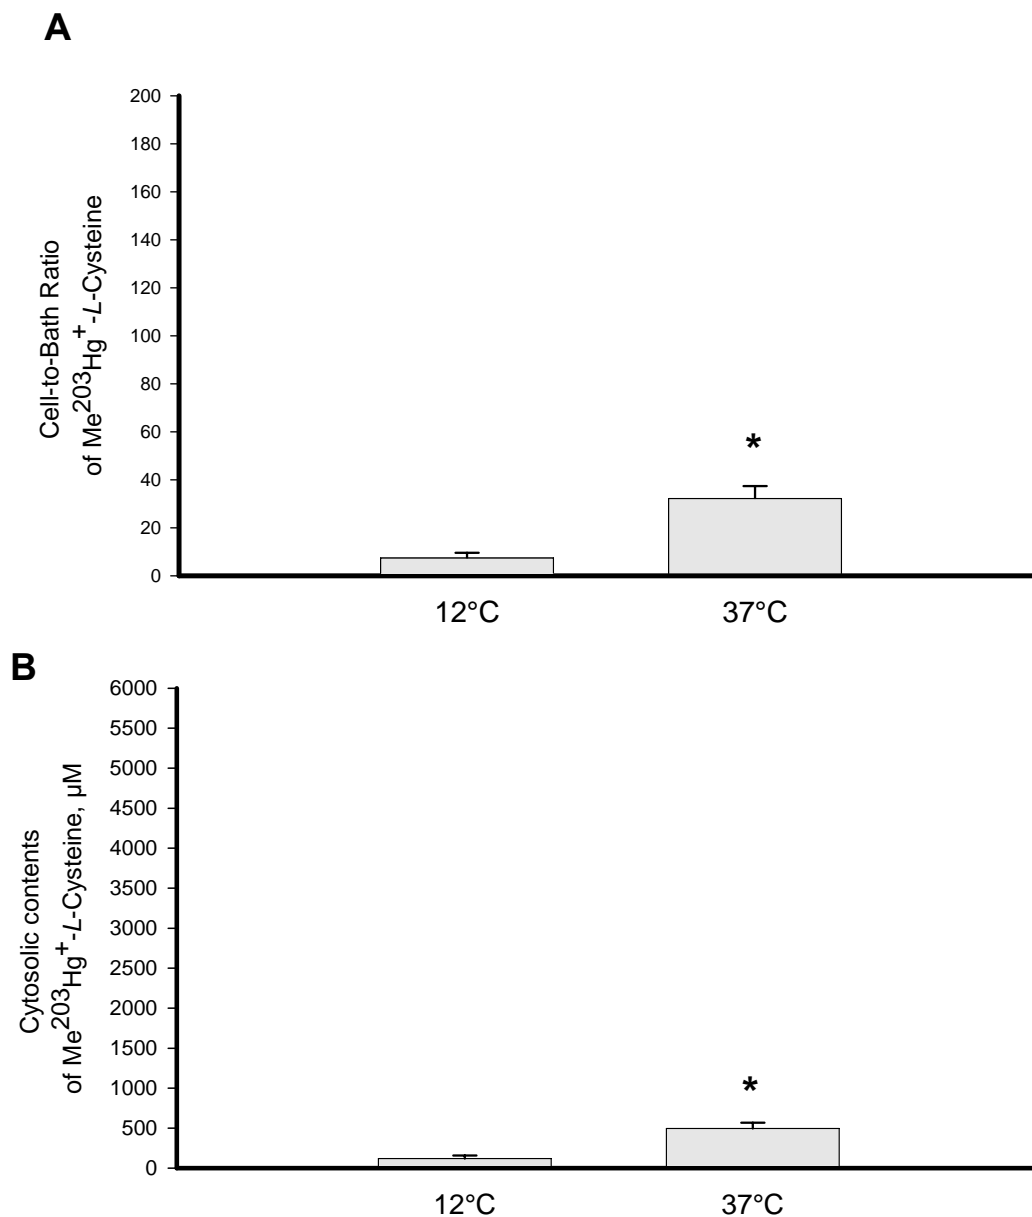 A
200
180
160
140
120
100
80
60
40
20
0
Cell-to-Bath Ratio
of Me203Hg+-L-Cysteine
*
12°C
37°C
B
6000
5500
5000
4500
4000
3500
3000
2500
2000
1500
1000
500
0
Cytosolic contents
of Me203Hg+-L-Cysteine, µM
*
12°C
37°C